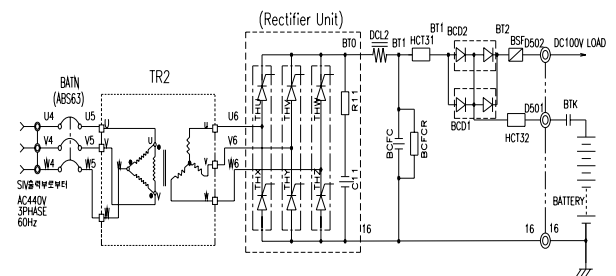 (Rectifier Unit)
BT0
DCL2
BT1
HCT31
BT1
BCD2
BT2
BSF
D502
DC100V LOAD
BATN
(ABS63)
TR2
U4
U5
U
u
U6
THU
THV
THW
R11
BCD1
D501
BTK
HCT32
V4
V5
V
v
V6
W4
W5
W
W6
BCFC
BCFCR
SIV출력부로부터
AC440V
3PHASE
60Hz
THX
THY
THZ
C11
BATTERY
16
16
16